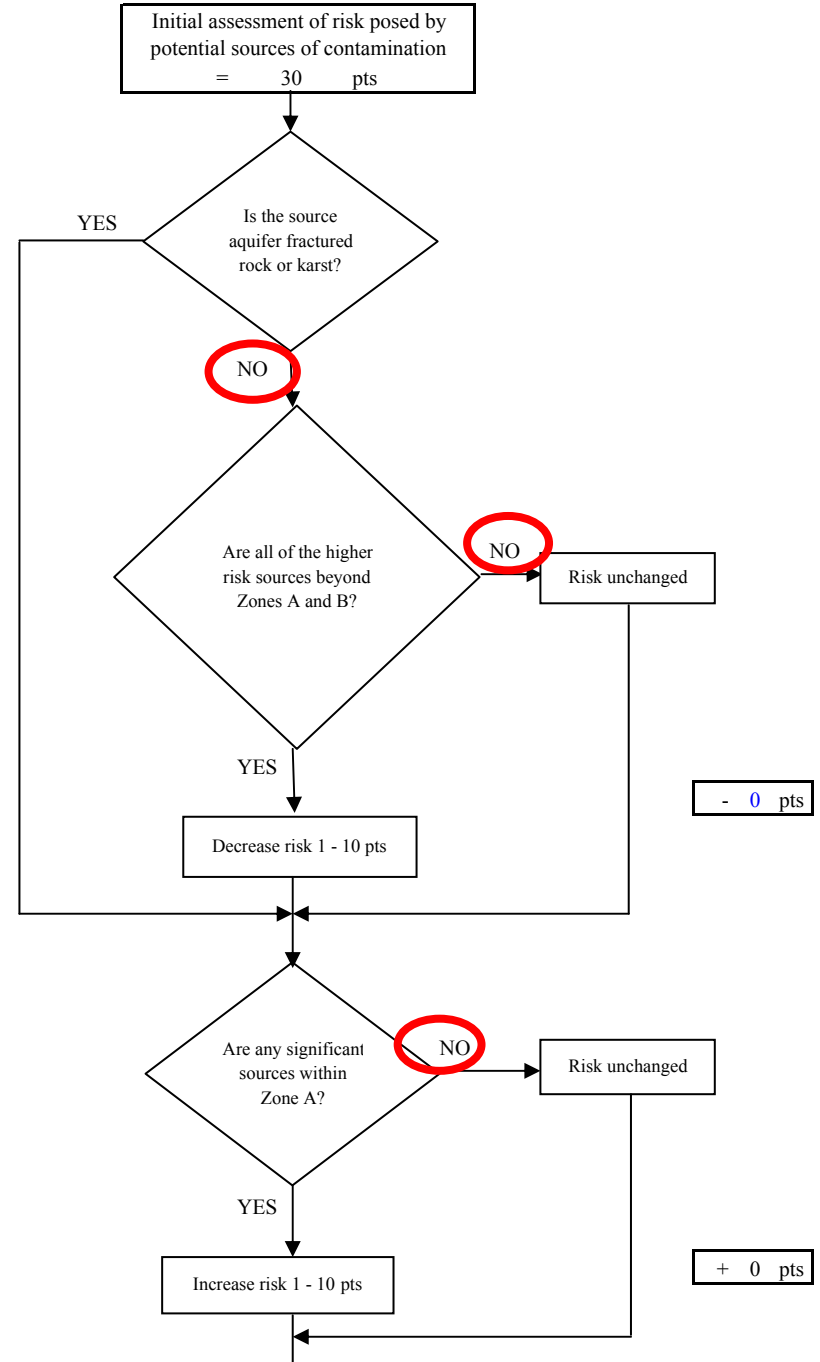 Initial assessment of risk posed by
potential sources of contamination
= 30 pts
YES
Is the source
aquifer fractured
rock or karst?
NO
Are all of the higher
risk sources beyond
Zones A and B?
NO
Risk unchanged
YES
- 0 pts
Decrease risk 1 - 10 pts
Are any significant
sources within
Zone A?
NO
Risk unchanged
YES
+ 0 pts
Increase risk 1 - 10 pts